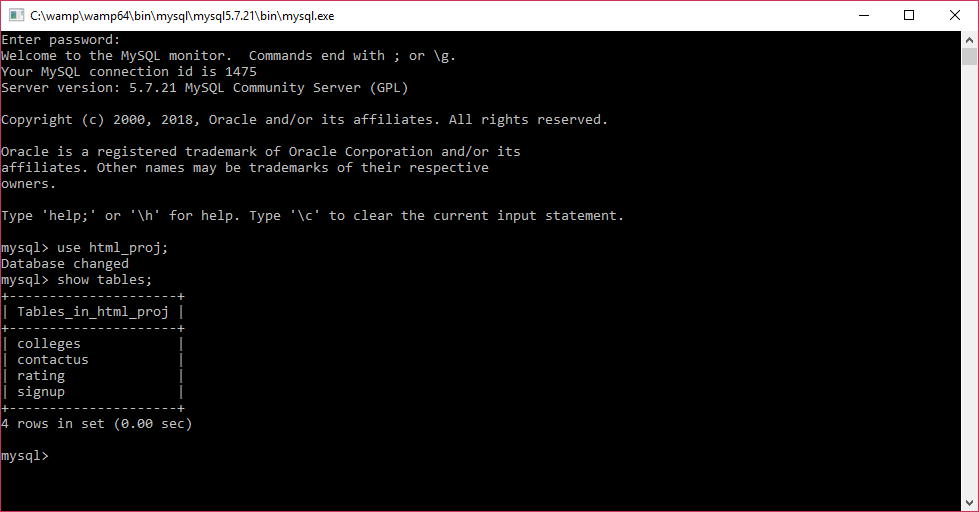 C:\wamp\wamp64\bin\mysql\mysql5.7.21\bin\mysql.exe
Enter password:
Welcome to the MySQL monitor.  Commands end with ; or \g.
Your MySQL connection id is 1475
Server version: 5.7.21 MySQL Community Server (GPL)

Copyright (c) 2000, 2018, Oracle and/or its affiliates. All rights reserved.

Oracle is a registered trademark of Oracle Corporation and/or its
affiliates. Other names may be trademarks of their respective
owners.

Type 'help;' or '\h' for help. Type '\c' to clear the current input statement.

mysql> use html_proj;
Database changed
mysql> show tables;
+---------------------+
| Tables_in_html_proj |
+---------------------+
| colleges            |
| contactus           |
| rating              |
| signup              |
+---------------------+
4 rows in set (0.00 sec)

mysql>